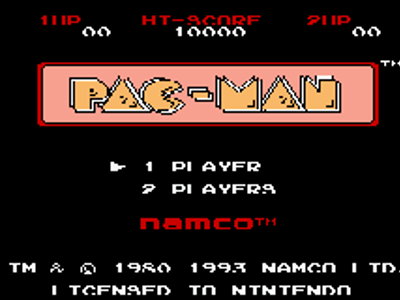 1UP HI-SCORE 2UP
00 10000 00
PAC-MAN TM
1 PLAYER
2 PLAYERS
namco TM
TM & © 1980 1993 NAMCO LTD.
LICENSED TO NINTENDO